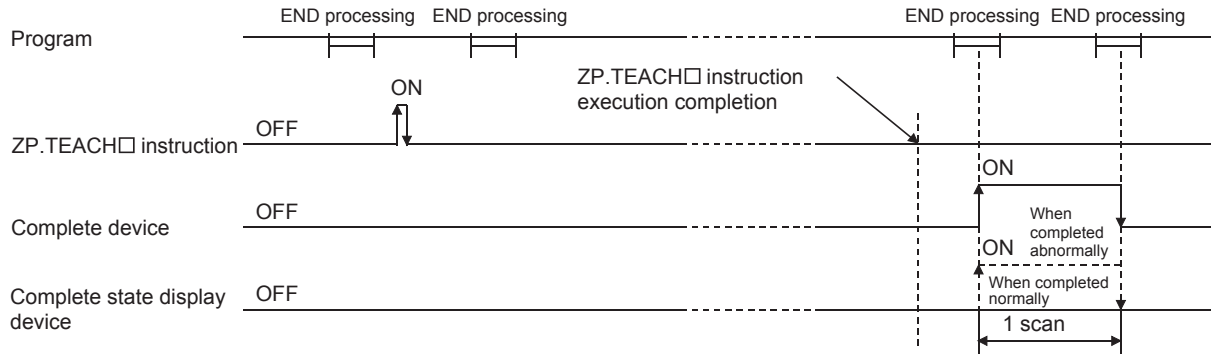 END processing END processing END processing END processing
Program
ZP.TEACH□ instruction
execution completion
ON
OFF
ZP.TEACH□ instruction
ON
OFF
Complete device
When
completed
abnormally
ON
OFF
When completed
normally
Complete state display
device
1 scan